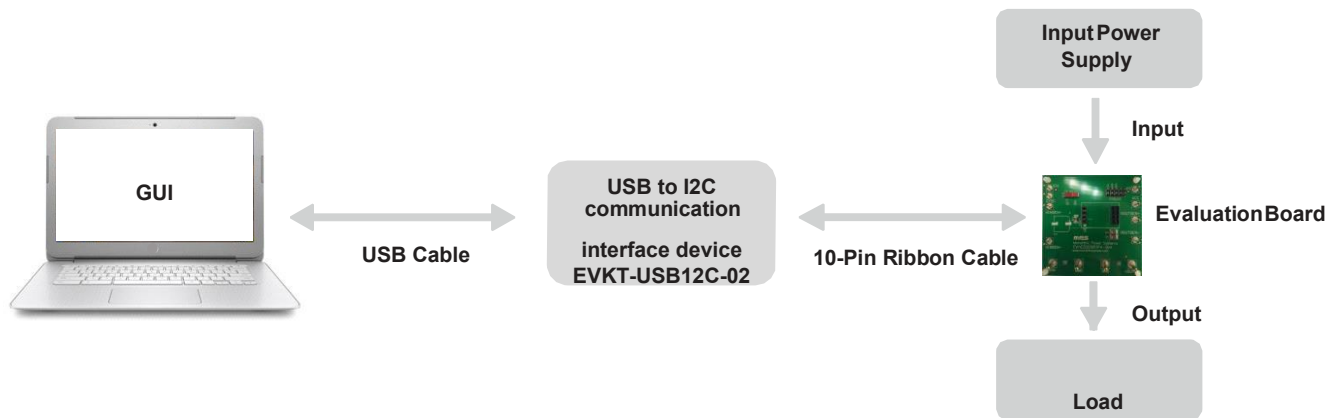 Input Power
Supply
Input
GUI
USB to I2C
communication
interface device
EVKT-USB12C-02
USB Cable
10-Pin Ribbon Cable
Evaluation Board
Output
Load